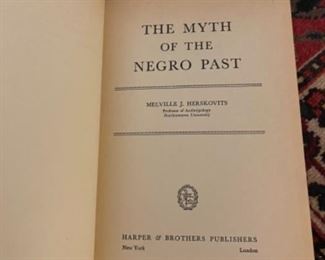 THE MYTH
OF THE
NEGRO PAST
MELVILLE J. HERSKOVITS
Professor of Anthropology
Northwestern University
HARPER & BROTHERS PUBLISHERS
New York London